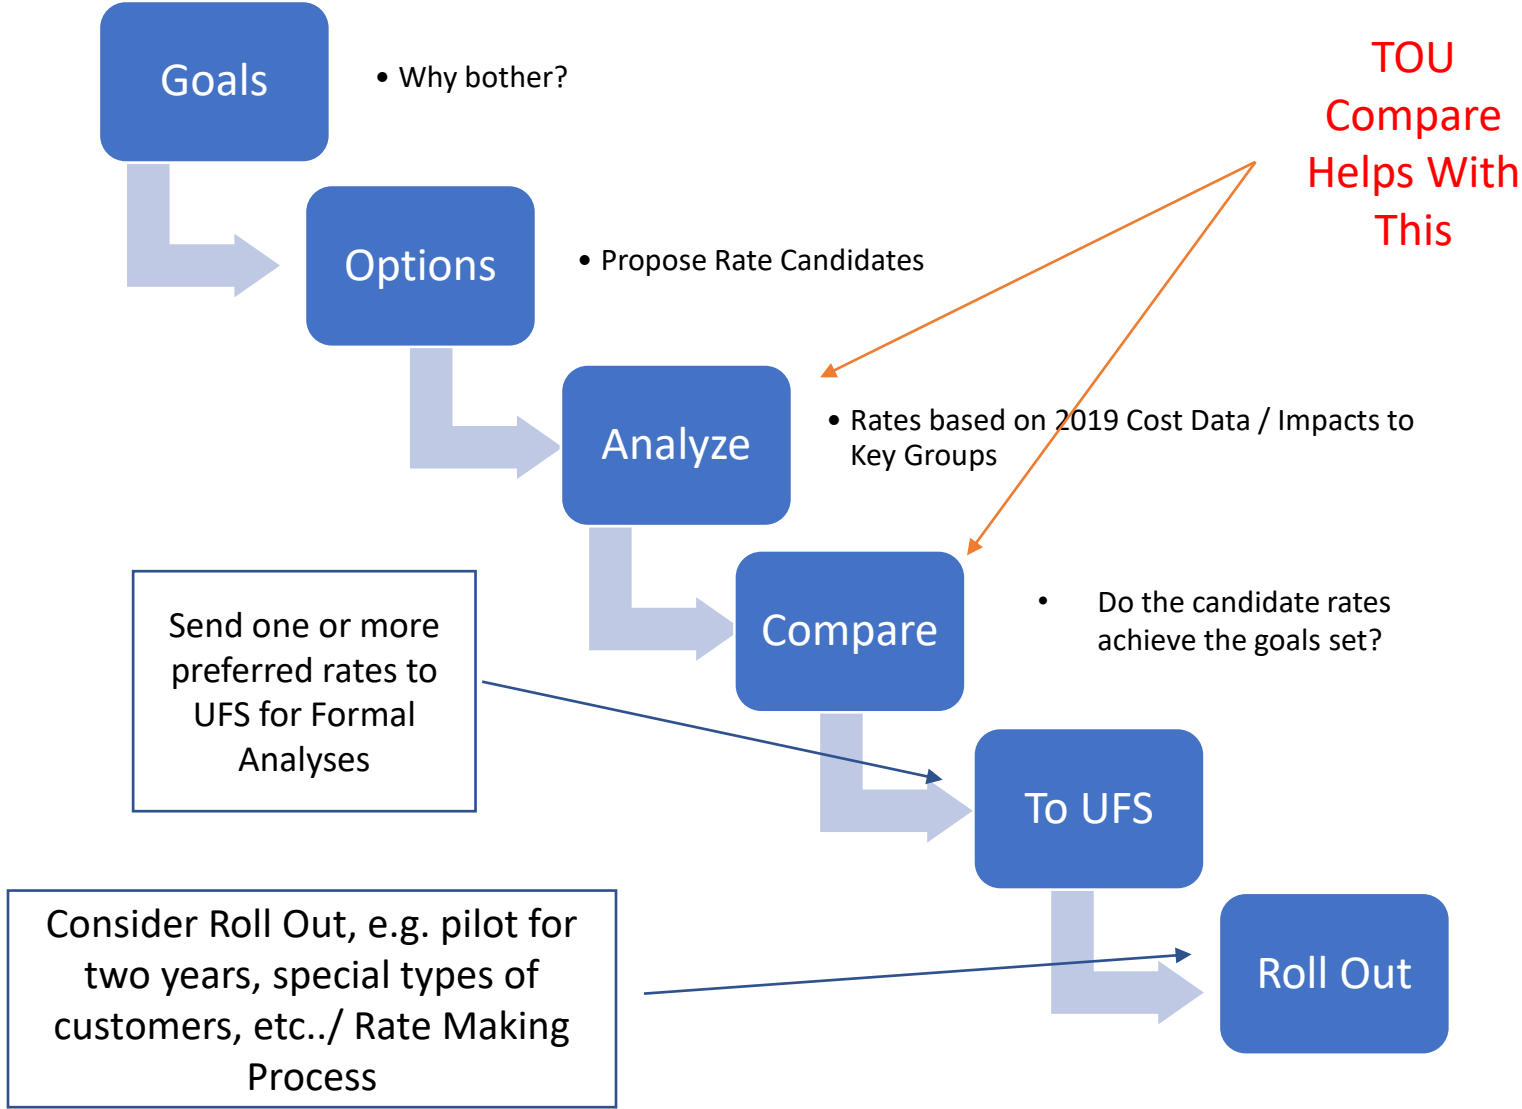 Goals
• Why bother?
TOU
Compare
Helps With
This
Options
• Propose Rate Candidates
Analyze
• Rates based on 2019 Cost Data / Impacts to
Key Groups
Compare
• Do the candidate rates
achieve the goals set?
Send one or more
preferred rates to
UFS for Formal
Analyses
To UFS
Consider Roll Out, e.g. pilot for
two years, special types of
customers, etc../ Rate Making
Process
Roll Out